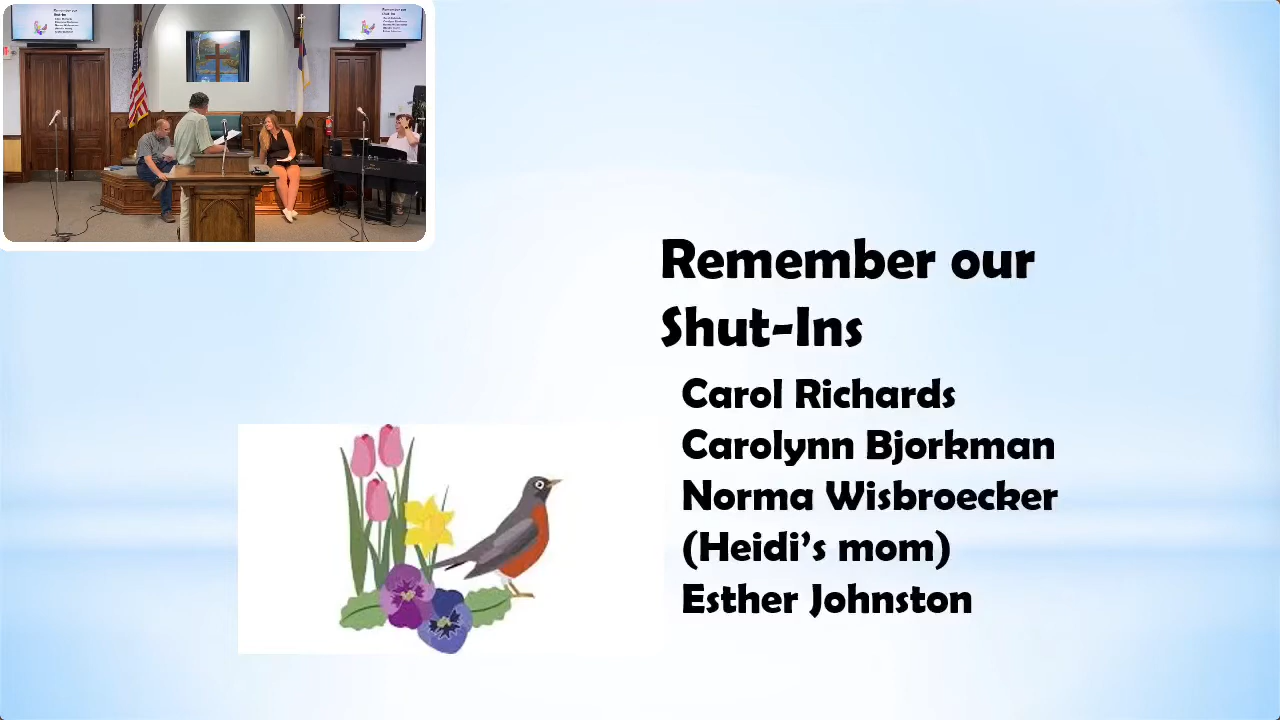 Remember our
Shut-Ins
Carol Richards
Carolynn Bjorkman
Norma Wisbroecker
(Heidi's mom)
Esther Johnston